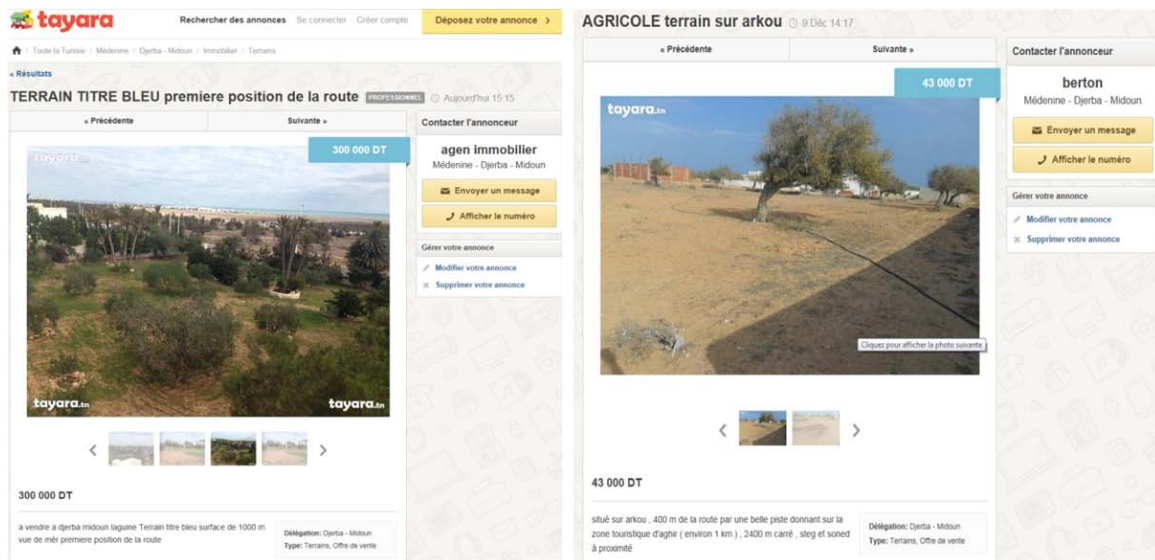 tayara
Rechercher des annonces Se connecter Créer compte
Déposez votre annonce >
/ Toute la Tunisie / Médenine / Djerba - Midoun / Immobilier / Terrains
« Résultats
TERRAIN TITRE BLEU premiere position de la route PROFESSIONNEL Aujourd'hui 15:15
« Précédente Suivante »
300 000 DT
tayara.tn
tayara.tn
tayara.tn
300 000 DT
a vendre a djerba midoun laguine Terrain titre bleu surface de 1000 m
vue de mèr premiere position de la route
Délégation: Djerba - Midoun
Type: Terrains, Offre de vente
Contacter l'annonceur
agen immobilier
Médenine - Djerba - Midoun
Envoyer un message
Afficher le numéro
Gérer votre annonce
Modifier votre annonce
Supprimer votre annonce
AGRICOLE terrain sur arkou 9 Déc 14:17
« Précédente Suivante »
43 000 DT
tayara.tn
Cliquez pour afficher la photo suivante
43 000 DT
situé sur arkou , 400 m de la route par une belle piste donnant sur la
zone touristique d'aghir ( environ 1 km ) , 2400 m carré , steg et soned
à proximité
Délégation: Djerba - Midoun
Type: Terrains, Offre de vente
Contacter l'annonceur
berton
Médenine - Djerba - Midoun
Envoyer un message
Afficher le numéro
Gérer votre annonce
Modifier votre annonce
Supprimer votre annonce